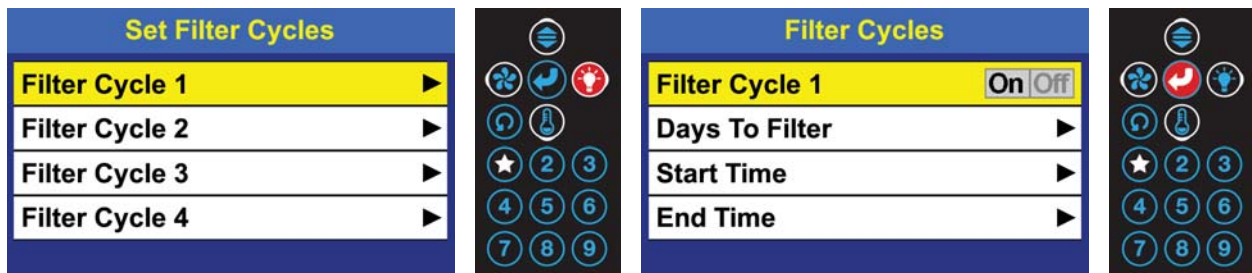 Set Filter Cycles
Filter Cycle 1
Filter Cycle 2
Filter Cycle 3
Filter Cycle 4
2 3
4 5 6
7 8 9
Filter Cycles
Filter Cycle 1 On Off
Days To Filter
Start Time
End Time
2 3
4 5 6
7 8 9